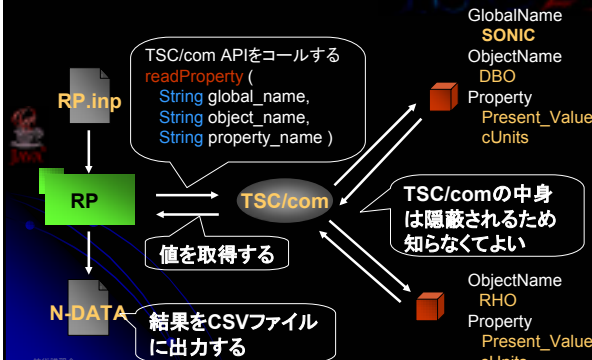 GlobalName
SONIC
ObjectName
DBO
Property
Present_Value
cUnits
TSC/com APIをコールする
readProperty (
String global_name,
String object_name,
String property_name )
RP.inp
JAVA
RP
TSC/com
TSC/comの中身
は隠蔽されるため
知らなくてよい
値を取得する
N-DATA
結果をCSVファイル
に出力する
ObjectName
RHO
Property
Present_Value
cUnits